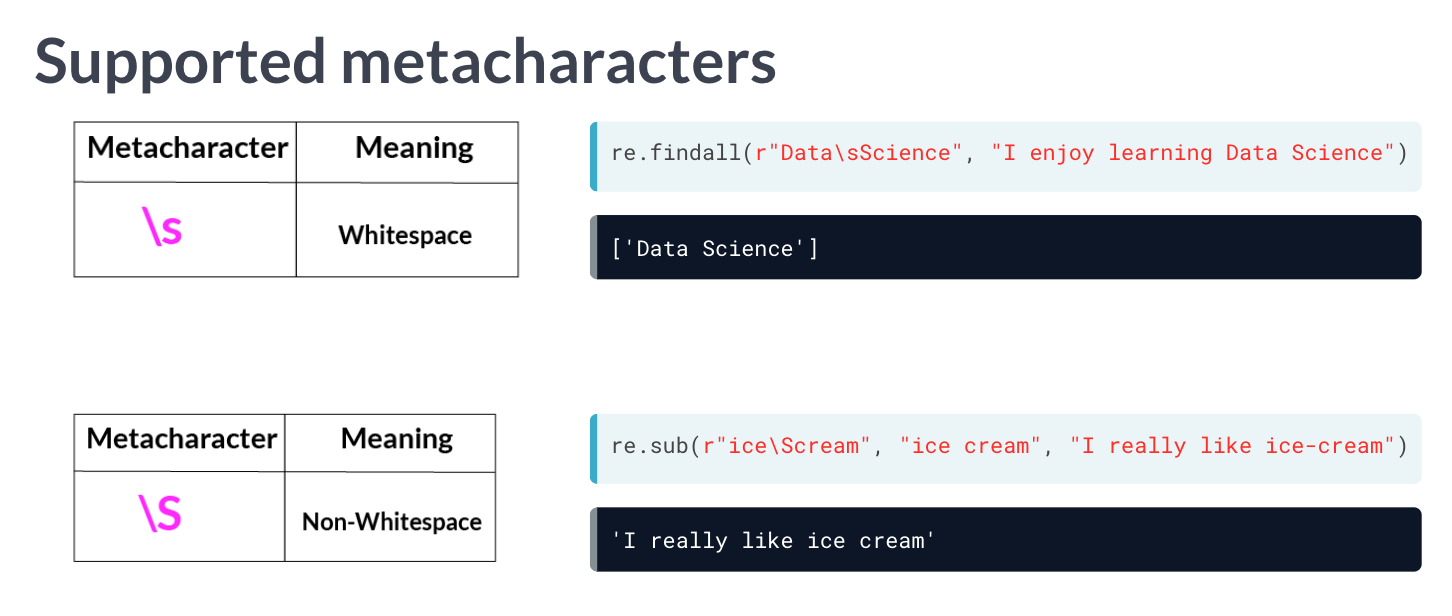 Supported metacharacters
Metacharacter Meaning
\s Whitespace
re.findall(r"Data\sScience", "I enjoy learning Data Science")
['Data Science']
Metacharacter Meaning
\S Non-Whitespace
re.sub(r"ice\Scream", "ice cream", "I really like ice-cream")
'I really like ice cream'